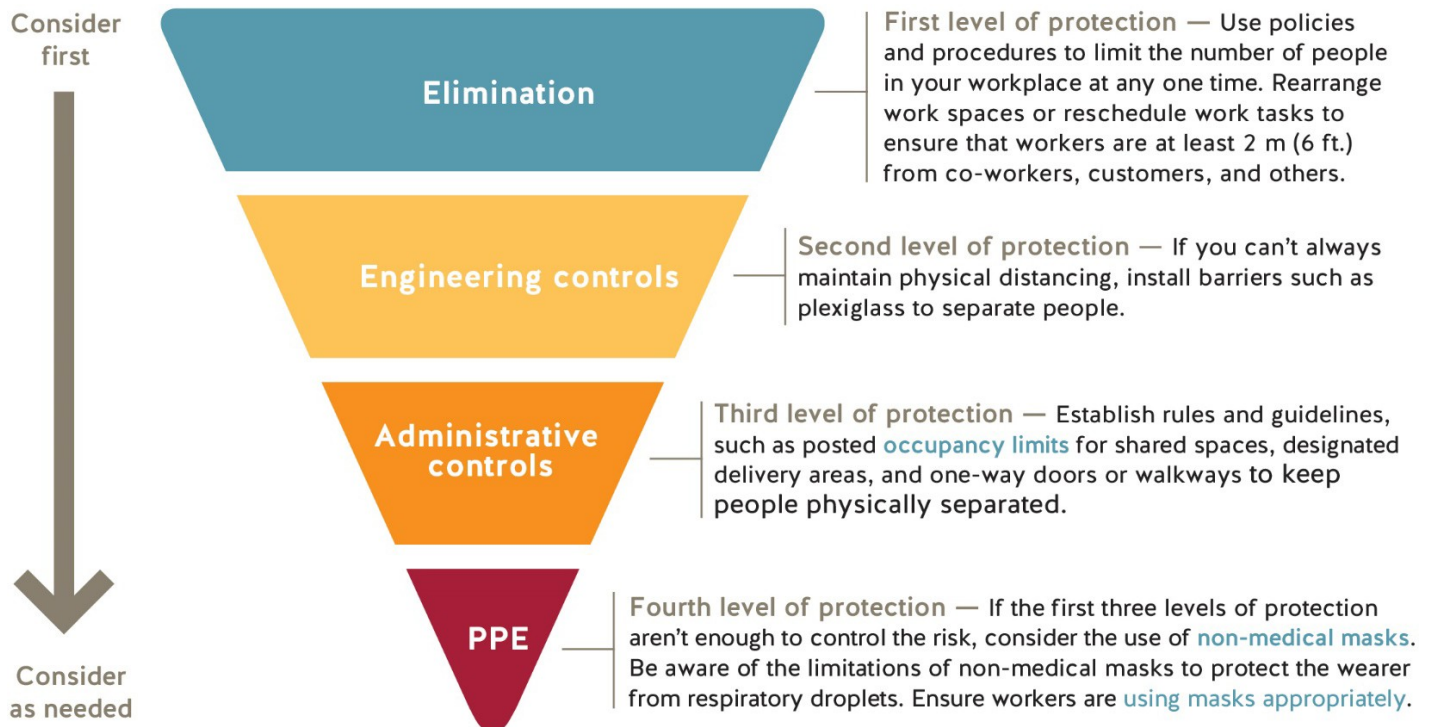 Consider
first
Elimination
First level of protection — Use policies
and procedures to limit the number of people
in your workplace at any one time. Rearrange
work spaces or reschedule work tasks to
ensure that workers are at least 2 m (6 ft.)
from co-workers, customers, and others.
Engineering controls
Second level of protection — If you can’t always
maintain physical distancing, install barriers such as
plexiglass to separate people.
Administrative
controls
Third level of protection — Establish rules and guidelines,
such as posted occupancy limits for shared spaces, designated
delivery areas, and one-way doors or walkways to keep
people physically separated.
PPE
Fourth level of protection — If the first three levels of protection
aren’t enough to control the risk, consider the use of non-medical masks.
Be aware of the limitations of non-medical masks to protect the wearer
from respiratory droplets. Ensure workers are using masks appropriately.
Consider
as needed